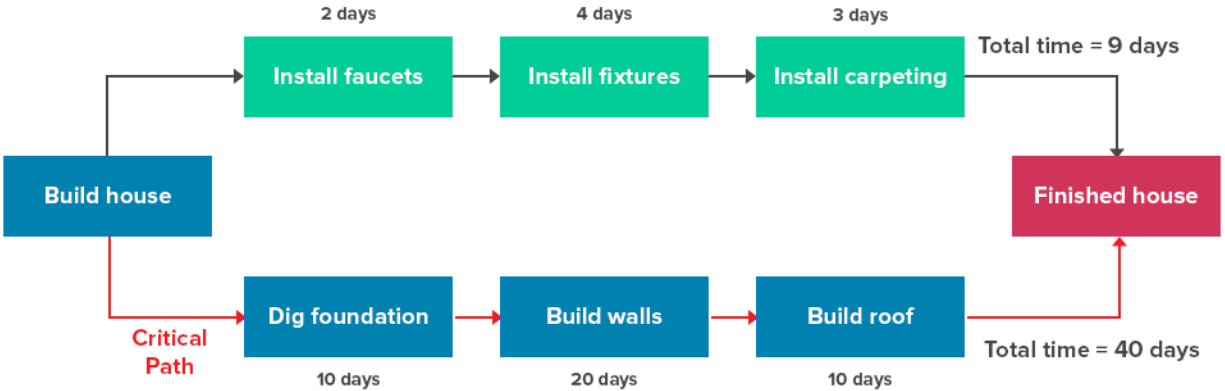 2 days
4 days
3 days
Install faucets
Install fixtures
Install carpeting
Total time = 9 days
Build house
Finished house
Critical
Path
Dig foundation
Build walls
Build roof
Total time = 40 days
10 days
20 days
10 days